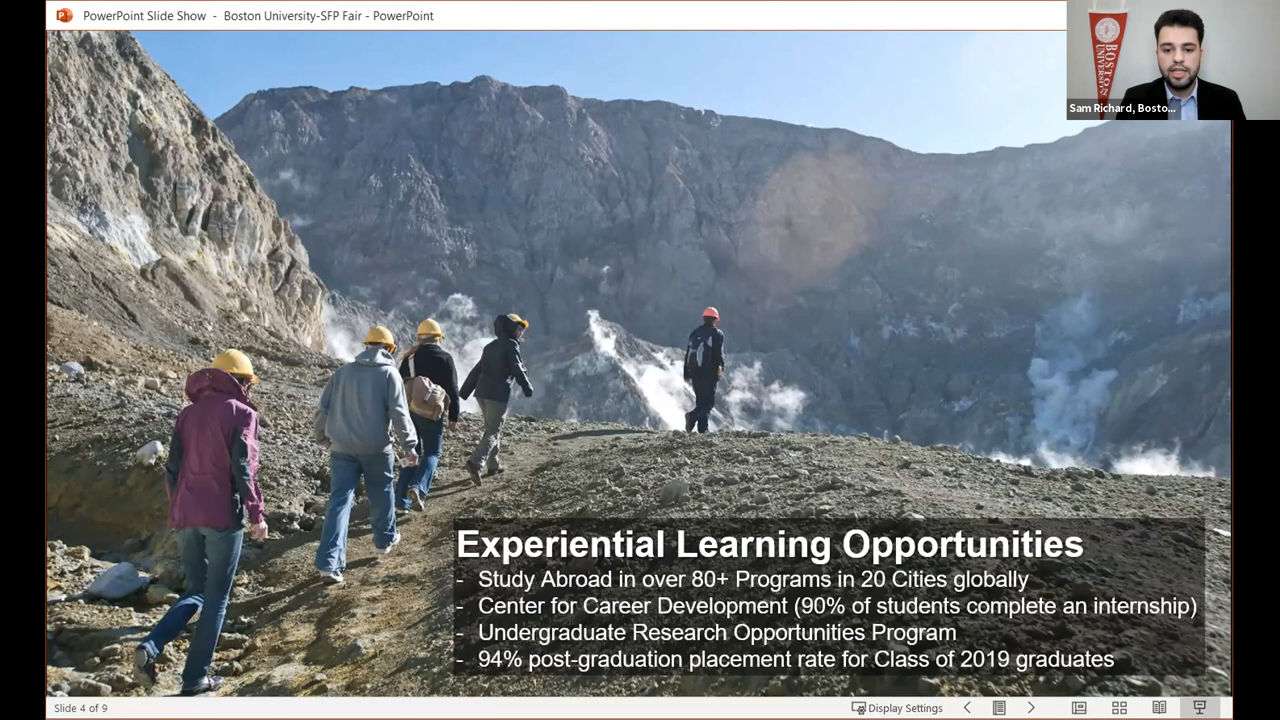 PowerPoint Slide Show - Boston University-SFP Fair - PowerPoint
BOSTON
UNIVERSITY
Sam Richard, Bosto...
Experiential Learning Opportunities
- Study Abroad in over 80+ Programs in 20 Cities globally
- Center for Career Development (90% of students complete an internship)
- Undergraduate Research Opportunities Program
- 94% post-graduation placement rate for Class of 2019 graduates
Slide 4 of 9
Display Settings